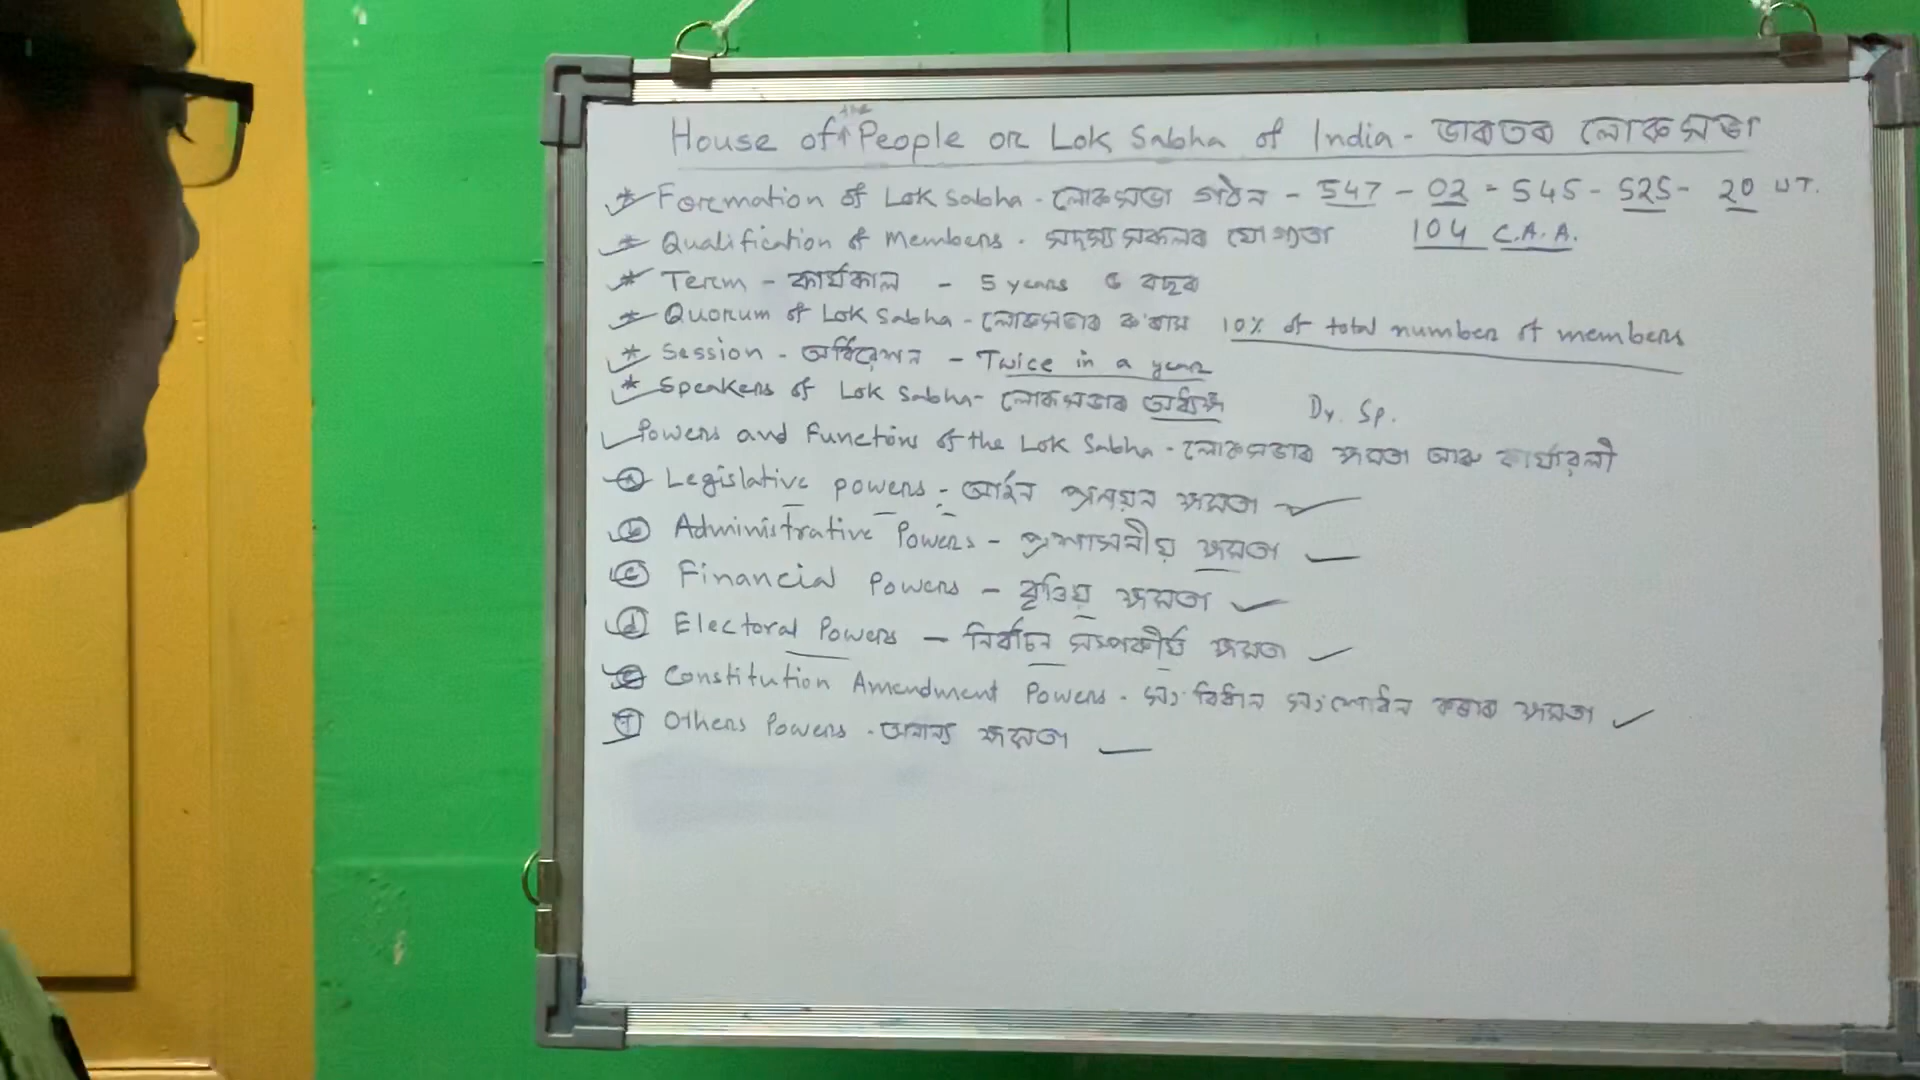 House of the People or Lok Sabha of India - ভাৰতৰ লোকসভা
* Formation of Lok Sabha - লোকসভা গঠন - 547 - 02 = 545 - 525 - 20 UT.
* Qualification of Members - সদস্যসকলৰ যোগ্যতা 104 C.A.A.
* Term - কাৰ্যকাল - 5 years ৫ বছৰ
* Quorum of Lok Sabha - লোকসভাৰ ক'ৰাম 10% of total number of members
* Session - অধিৱেশন - Twice in a year
* Speakers of Lok Sabha - লোকসভাৰ অধ্যক্ষ Dy. Sp.
Powers and Functions of the Lok Sabha - লোকসভাৰ ক্ষমতা আৰু কাৰ্যাৱলী
(a) Legislative powers - আইন প্ৰণয়ন ক্ষমতা
(b) Administrative Powers - প্ৰশাসনীয় ক্ষমতা
(c) Financial Powers - বৃত্তিয় ক্ষমতা
(d) Electoral Powers - নিৰ্বাচন সম্পৰ্কীয় ক্ষমতা
(e) Constitution Amendment Powers - সংবিধান সংশোধন কৰাৰ ক্ষমতা
(f) Others Powers - অন্যান্য ক্ষমতা